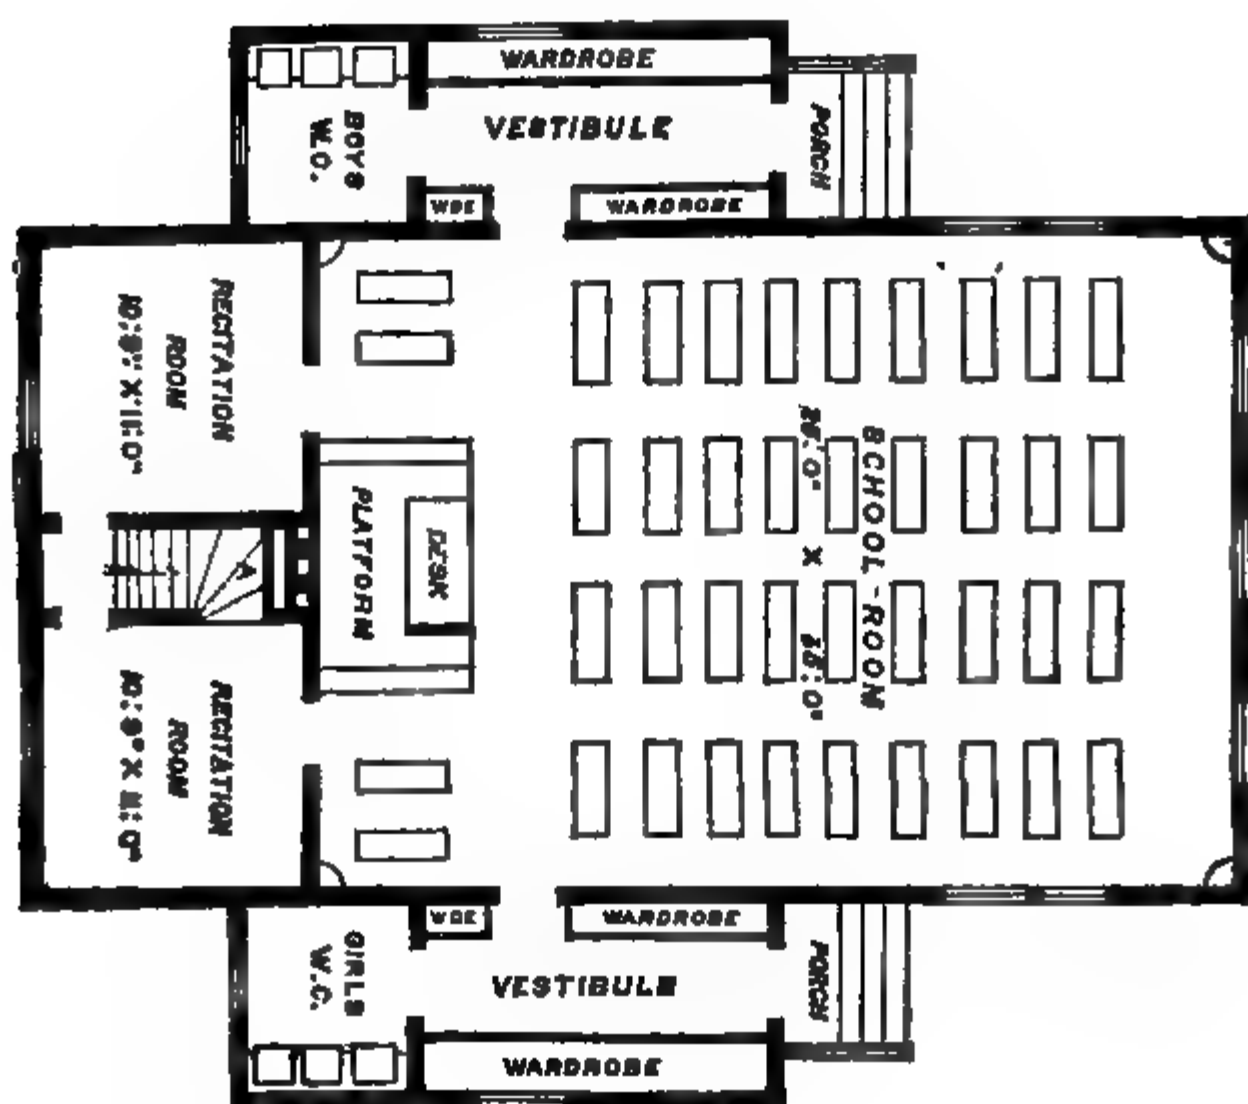 WARDROBE
VESTIBULE
BOYS
W.C.
PORCH
WDE
WARDROBE
RECITATION
ROOM
PLATFORM
DESK
SCHOOL-ROOM
X
A
RECITATION
ROOM
WDE
WARDROBE
GIRLS
W.C.
VESTIBULE
PORCH
WARDROBE